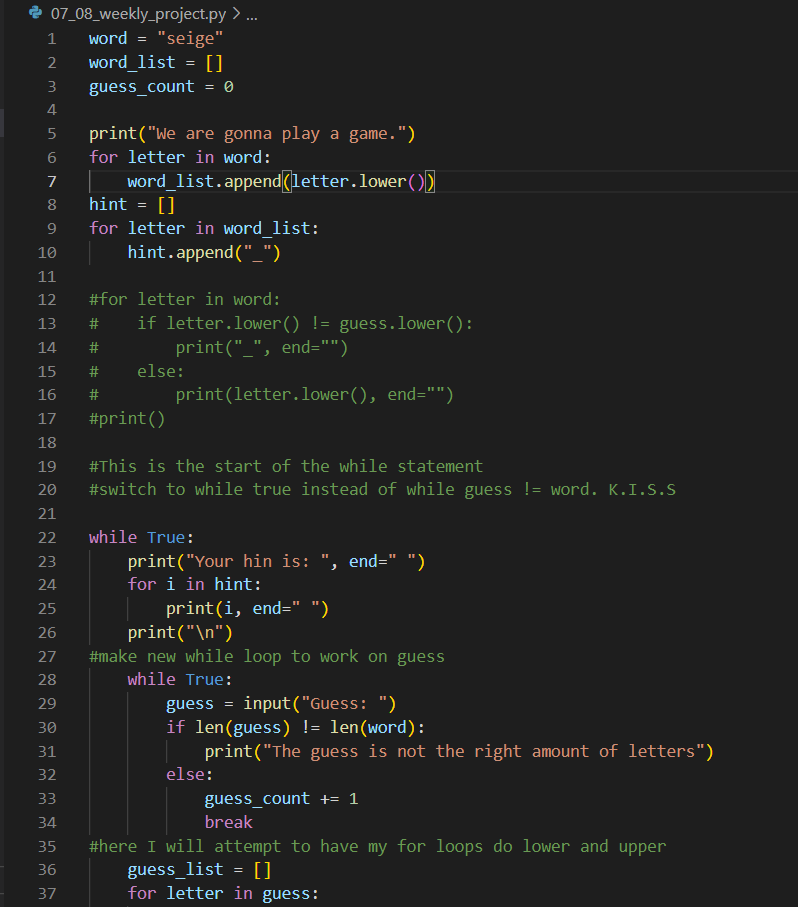 07_08_weekly_project.py > ...
1 word = "seige"
2 word_list = []
3 guess_count = 0
4
5 print("We are gonna play a game.")
6 for letter in word:
7     word_list.append(letter.lower())
8 hint = []
9 for letter in word_list:
10     hint.append("_")
11
12 #for letter in word:
13 #    if letter.lower() != guess.lower():
14 #        print("_", end="")
15 #    else:
16 #        print(letter.lower(), end="")
17 #print()
18
19 #This is the start of the while statement
20 #switch to while true instead of while guess != word. K.I.S.S
21
22 while True:
23     print("Your hin is: ", end=" ")
24     for i in hint:
25         print(i, end=" ")
26     print("\n")
27 #make new while loop to work on guess
28     while True:
29         guess = input("Guess: ")
30         if len(guess) != len(word):
31             print("The guess is not the right amount of letters")
32         else:
33             guess_count += 1
34             break
35 #here I will attempt to have my for loops do lower and upper
36     guess_list = []
37     for letter in guess: